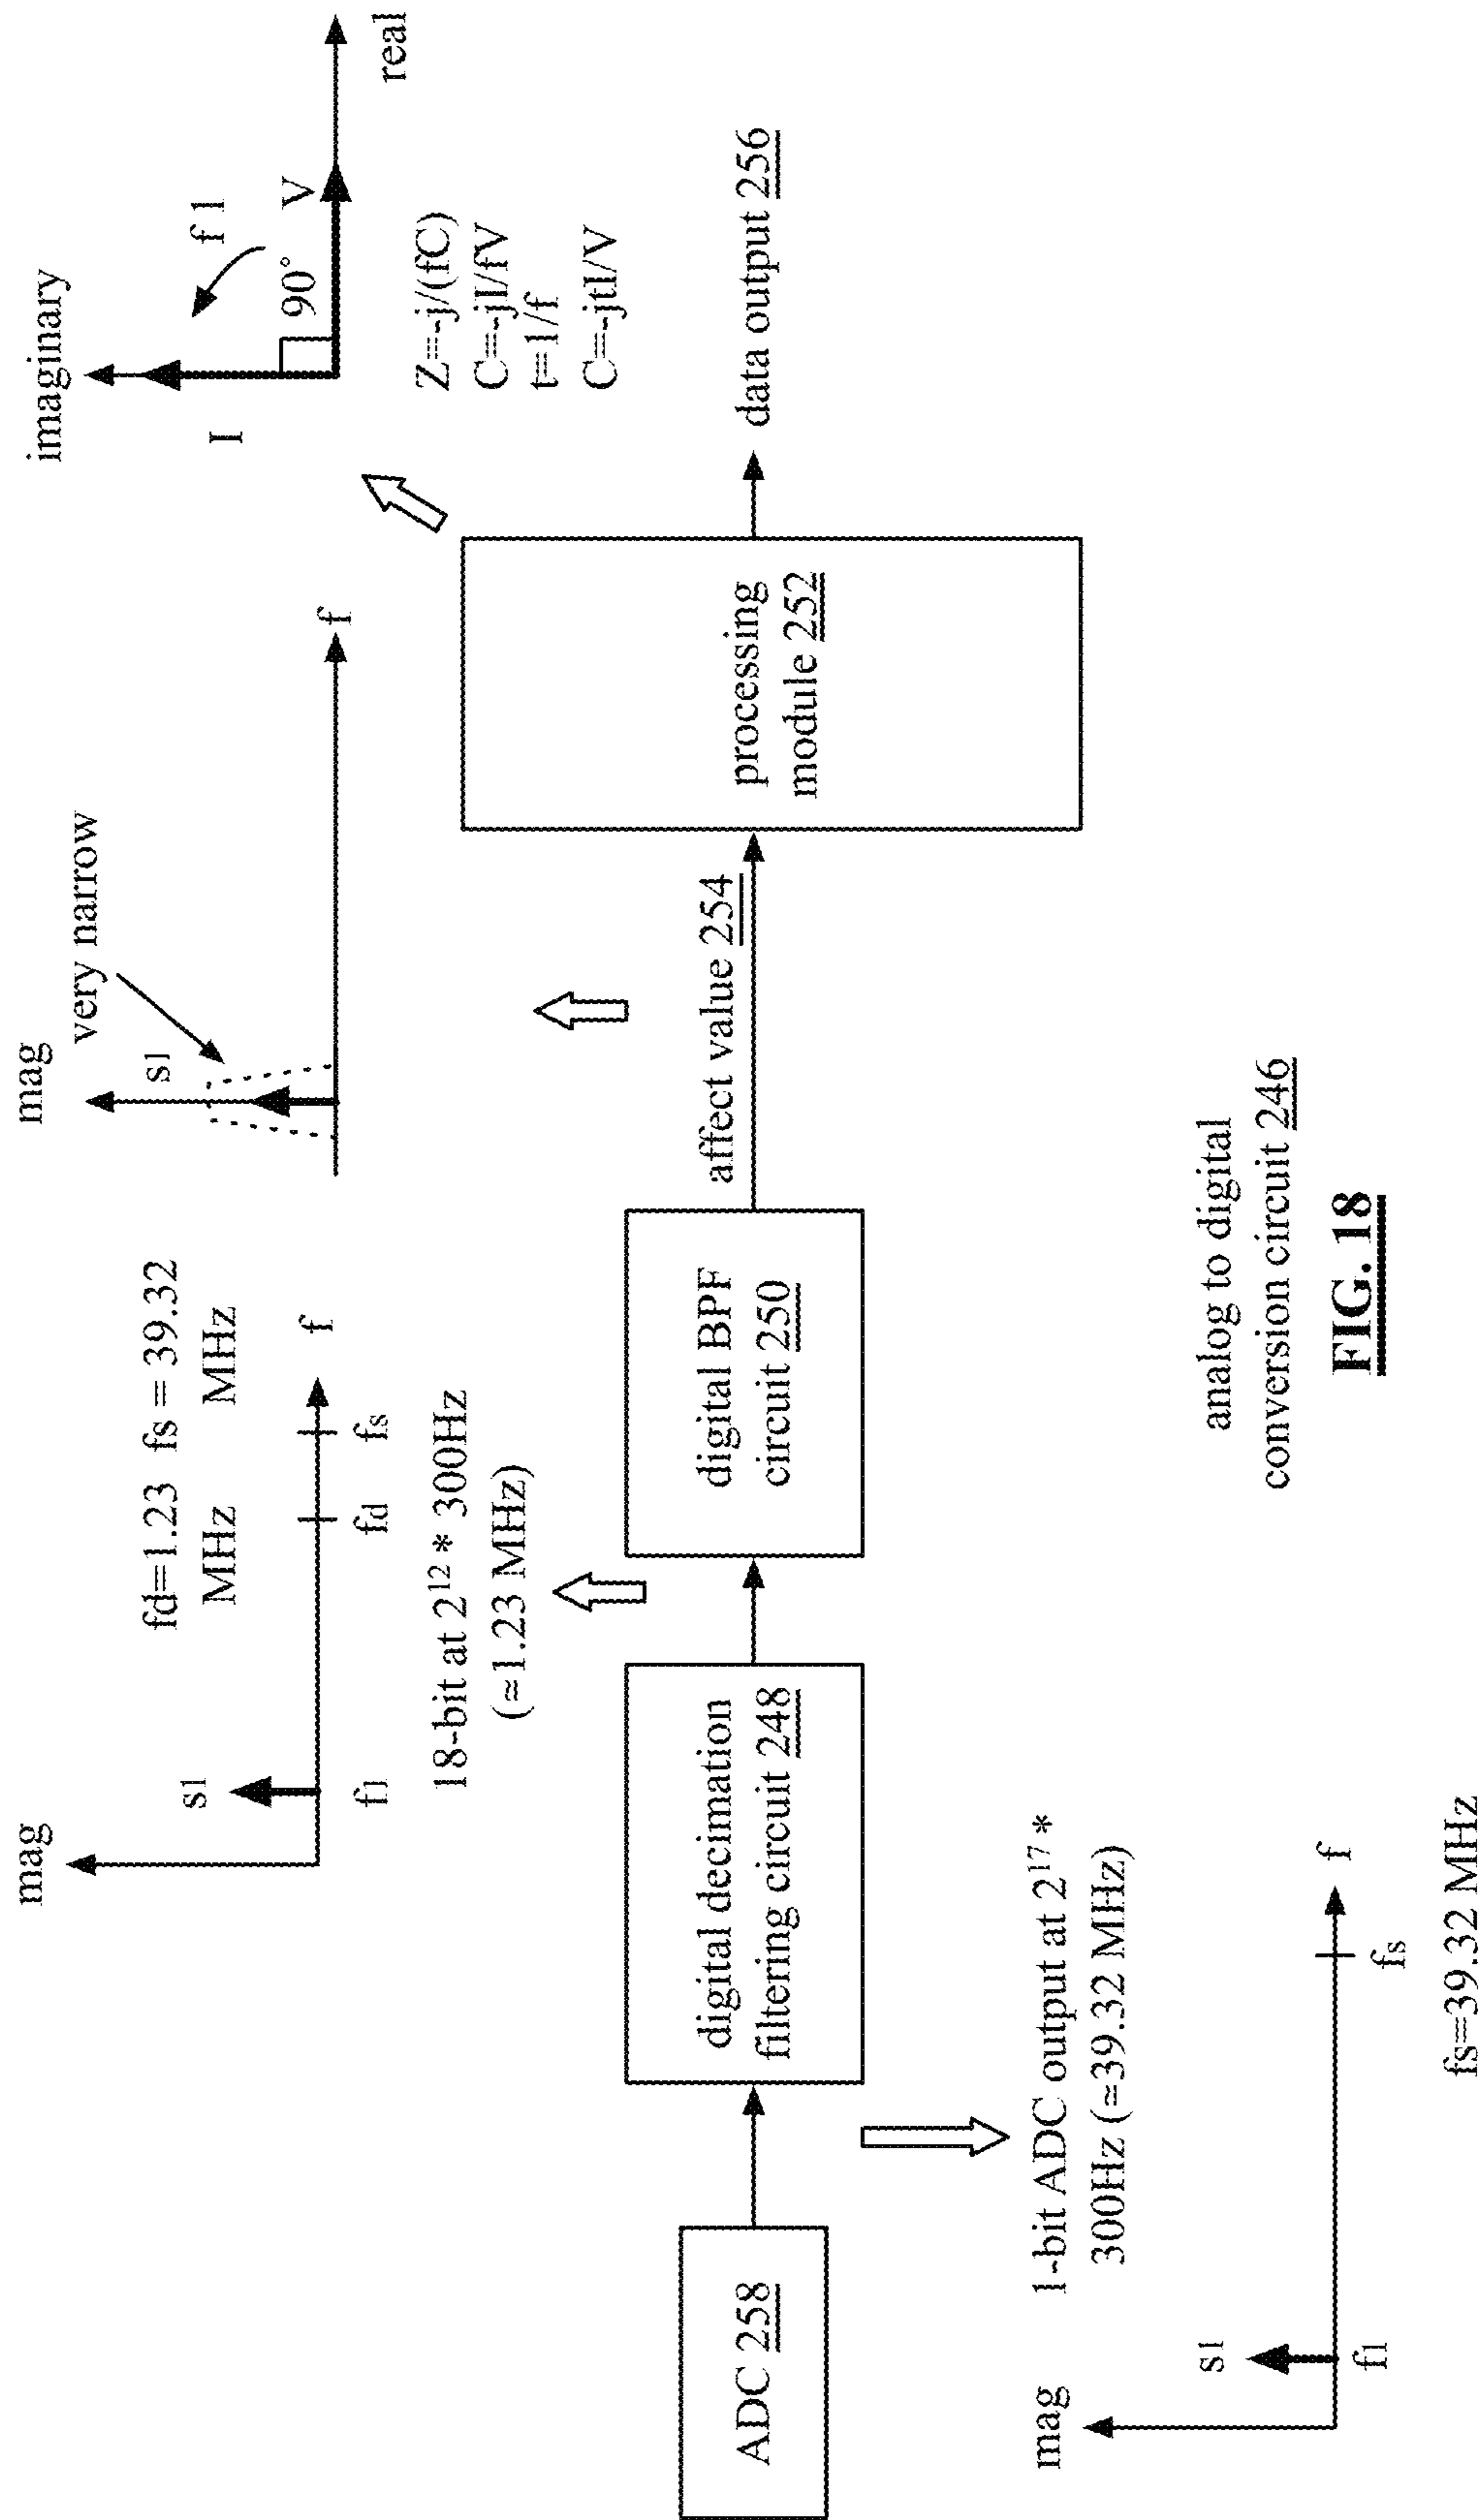 mag
s1
f1
fd=1.23
MHz
fs = 39.32
MHz
fd
fs
f
18-bit at 2¹² * 300Hz
(≈1.23 MHz)
mag
s1
very narrow
f
imaginary
I
f 1
90°
V
real
Z=-j/(fC)
C=-jI/fV
t=1/f
C=-jtI/V
ADC 258
digital decimation
filtering circuit 248
digital BPF
circuit 250
affect value 254
processing
module 252
data output 256
1-bit ADC output at 2¹⁷ *
300Hz (≈39.32 MHz)
mag
s1
f1
fs
f
fs=39.32 MHz
analog to digital
conversion circuit 246
FIG. 18